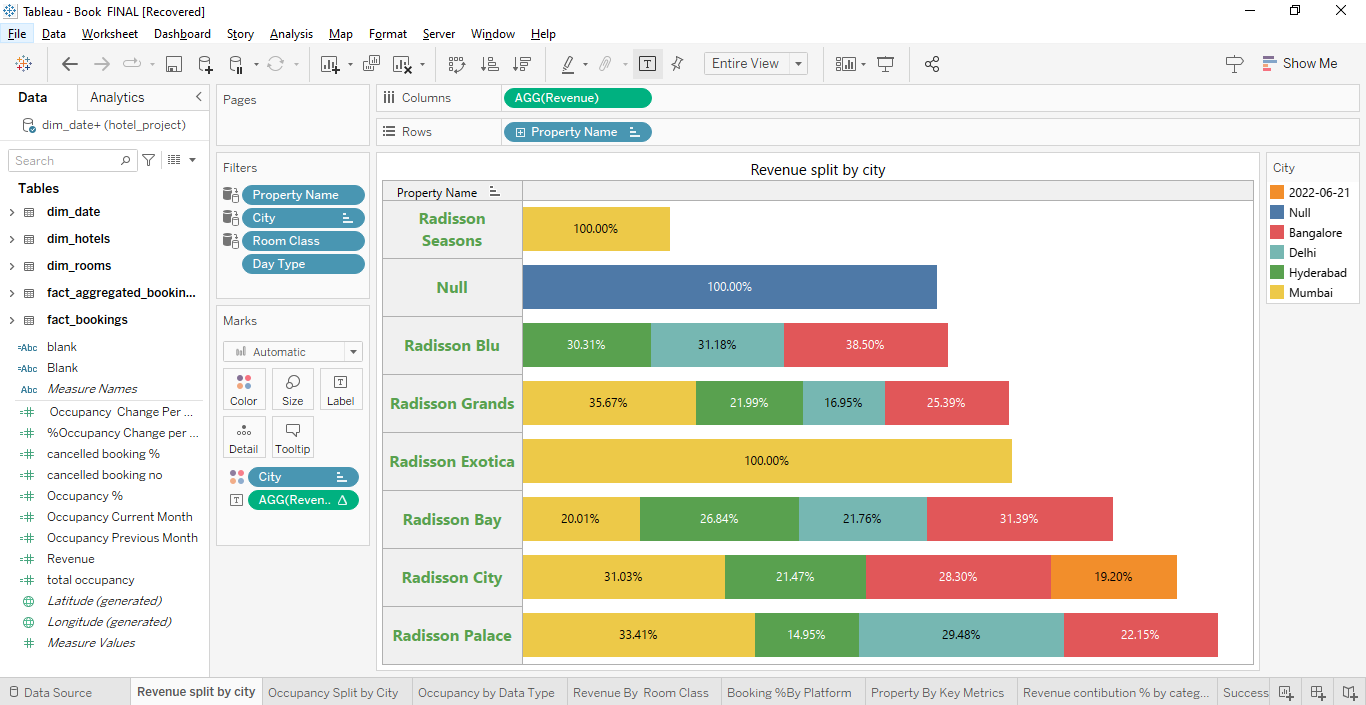 Tableau - Book  FINAL [Recovered]
File Data Worksheet Dashboard Story Analysis Map Format Server Window Help
Entire View
Show Me
Data Analytics
dim_date+ (hotel_project)
Search
Tables
dim_date
dim_hotels
dim_rooms
fact_aggregated_bookin...
fact_bookings
=Abc blank
=Abc Blank
Abc Measure Names
Occupancy  Change Per ...
%Occupancy Change per ...
cancelled booking %
cancelled booking no
Occupancy %
Occupancy Current Month
Occupancy Previous Month
Revenue
total occupancy
Latitude (generated)
Longitude (generated)
Measure Values
Pages
Filters
Property Name
City
Room Class
Day Type
Marks
Automatic
Color Size Label
Detail Tooltip
City
AGG(Reven..
Columns AGG(Revenue)
Rows Property Name
Revenue split by city
Property Name
Radisson Seasons 100.00%
Null 100.00%
Radisson Blu 30.31% 31.18% 38.50%
Radisson Grands 35.67% 21.99% 16.95% 25.39%
Radisson Exotica 100.00%
Radisson Bay 20.01% 26.84% 21.76% 31.39%
Radisson City 31.03% 21.47% 28.30% 19.20%
Radisson Palace 33.41% 14.95% 29.48% 22.15%
City
2022-06-21
Null
Bangalore
Delhi
Hyderabad
Mumbai
Data Source Revenue split by city Occupancy Split by City Occupancy by Data Type Revenue By  Room Class Booking %By Platform Property By Key Metrics Revenue contibution % by categ... Success